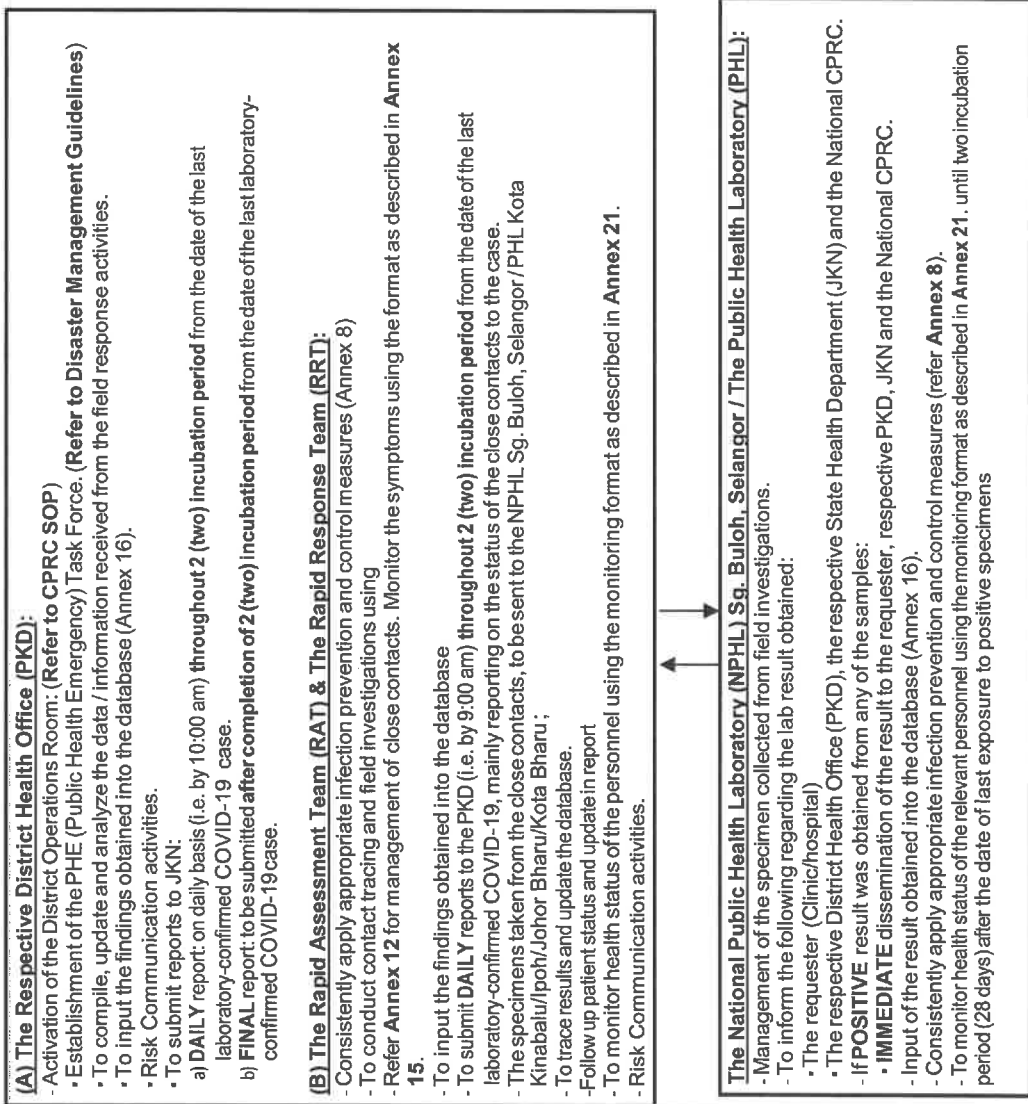 (A) The Respective District Health Office (PKD):
- Activation of the District Operations Room: (Refer to CPRC SOP)
• Establishment of the PHE (Public Health Emergency) Task Force. (Refer to Disaster Management Guidelines)
• To compile, update and analyze the data / information received from the field response activities.
• To input the findings obtained into the database (Annex 16).
• Risk Communication activities.
• To submit reports to JKN:
a) DAILY report: on daily basis (i.e. by 10:00 am) throughout 2 (two) incubation period from the date of the last
laboratory-confirmed COVID-19 case.
b) FINAL report: to be submitted after completion of 2 (two) incubation period from the date of the last laboratory-
confirmed COVID-19 case.
(B) The Rapid Assessment Team (RAT) & The Rapid Response Team (RRT):
- Consistently apply appropriate infection prevention and control measures (Annex 8)
- To conduct contact tracing and field investigations using
- Refer Annex 12 for management of close contacts. Monitor the symptoms using the format as described in Annex
15.
- To input the findings obtained into the database
• To submit DAILY reports to the PKD (i.e. by 9:00 am) throughout 2 (two) incubation period from the date of the last
laboratory-confirmed COVID-19, mainly reporting on the status of the close contacts to the case.
- The specimens taken from the close contacts, to be sent to the NPHL Sg. Buloh, Selangor / PHL Kota
Kinabalu/Ipoh/Johor Bharu/Kota Bharu ;
- To trace results and update the database.
-Follow up patient status and update in report
• To monitor health status of the personnel using the monitoring format as described in Annex 21.
- Risk Communication activities.
The National Public Health Laboratory (NPHL) Sg. Buloh, Selangor / The Public Health Laboratory (PHL):
- Management of the specimen collected from field investigations.
- To inform the following regarding the lab result obtained:
• The requester (Clinic/hospital)
• The respective District Health Office (PKD), the respective State Health Department (JKN) and the National CPRC.
- If POSITIVE result was obtained from any of the samples:
• IMMEDIATE dissemination of the result to the requester, respective PKD, JKN and the National CPRC.
- Input of the result obtained into the database (Annex 16).
- Consistently apply appropriate infection prevention and control measures (refer Annex 8).
- To monitor health status of the relevant personnel using the monitoring format as described in Annex 21. until two incubation
period (28 days) after the date of last exposure to positive specimens